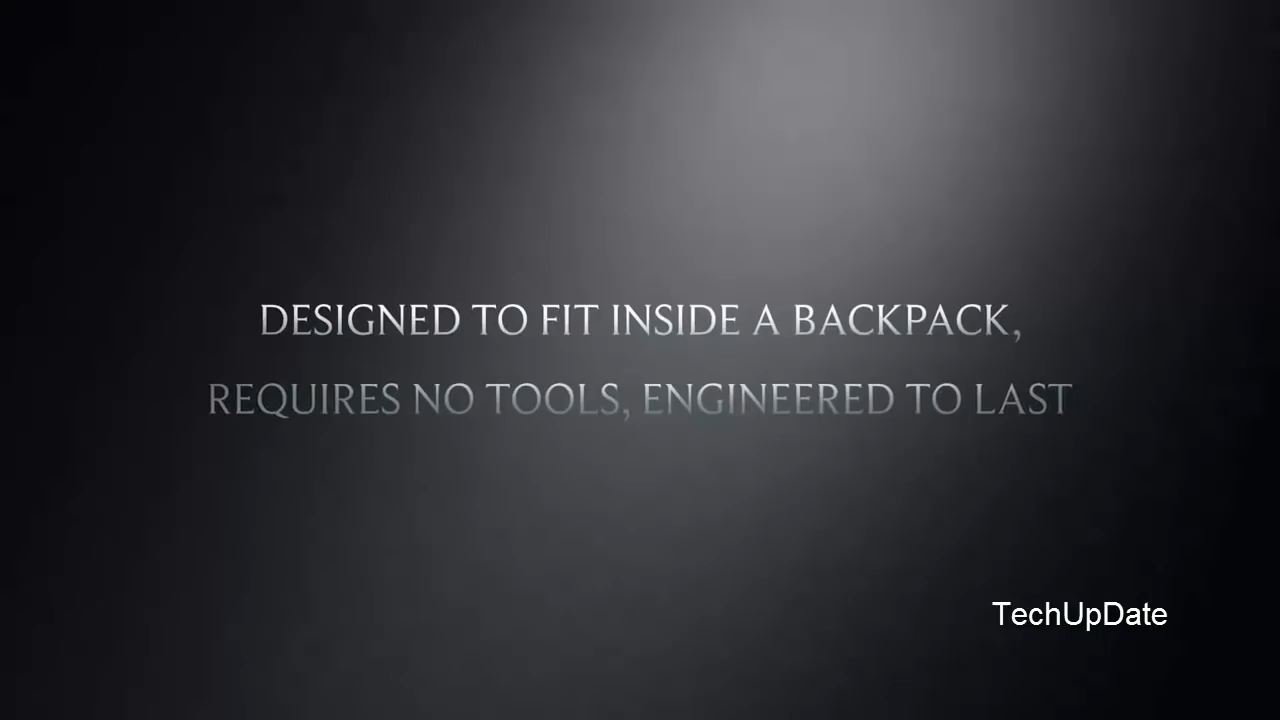 DESIGNED TO FIT INSIDE A BACKPACK,
REQUIRES NO TOOLS, ENGINEERED TO LAST
TechUpDate